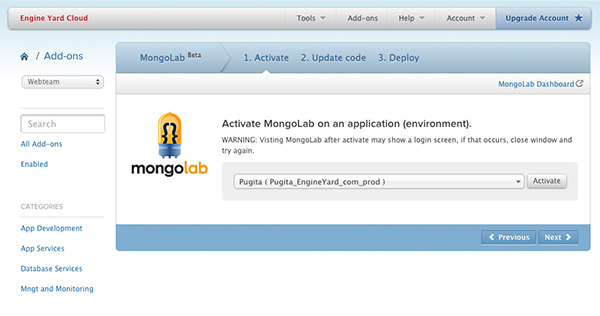 Engine Yard Cloud
Tools
Add-ons
Help
Account
Upgrade Account
/ Add-ons
Webteam
Search
All Add-ons
Enabled
CATEGORIES
App Development
App Services
Database Services
Mngt and Monitoring
MongoLab Beta
1. Activate
2. Update code
3. Deploy
MongoLab Dashboard
mongolab
Activate MongoLab on an application (environment).
WARNING: Visting MongoLab after activate may show a login screen, if that occurs, close window and
try again.
Pugita ( Pugita_EngineYard_com_prod )
Activate
Previous
Next